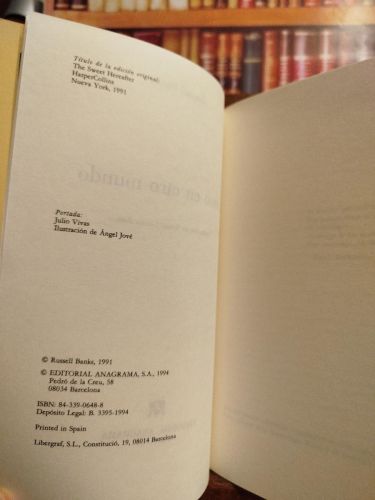 Título de la edición original:
The Sweet Hereafter
HarperCollins
Nueva York, 1991
Portada:
Julio Vivas
Ilustración de Ángel Jové
© Russell Banks, 1991
© EDITORIAL ANAGRAMA, S.A., 1994
Pedró de la Creu, 58
08034 Barcelona
ISBN: 84-339-0648-8
Depósito Legal: B. 3395-1994
Printed in Spain
Libergraf, S.L., Constitució, 19, 08014 Barcelona